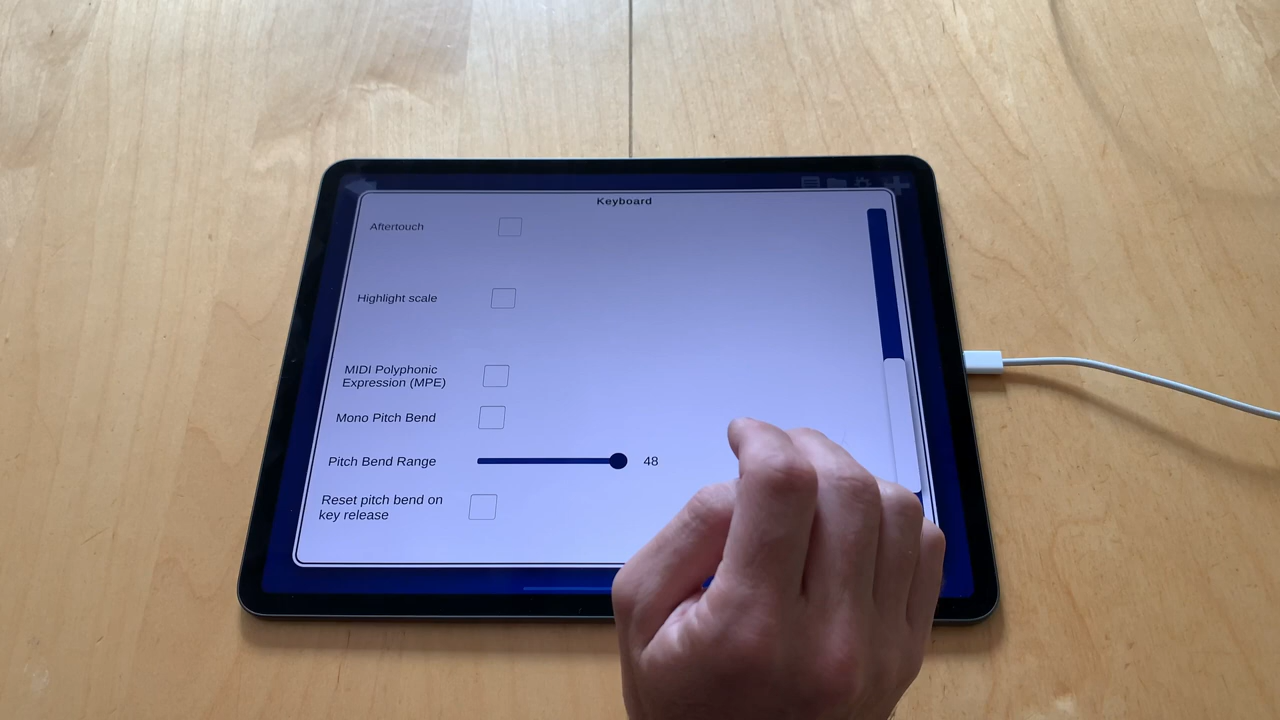 Keyboard
Aftertouch
Highlight scale
MIDI Polyphonic
Expression (MPE)
Mono Pitch Bend
Pitch Bend Range
48
Reset pitch bend on
key release